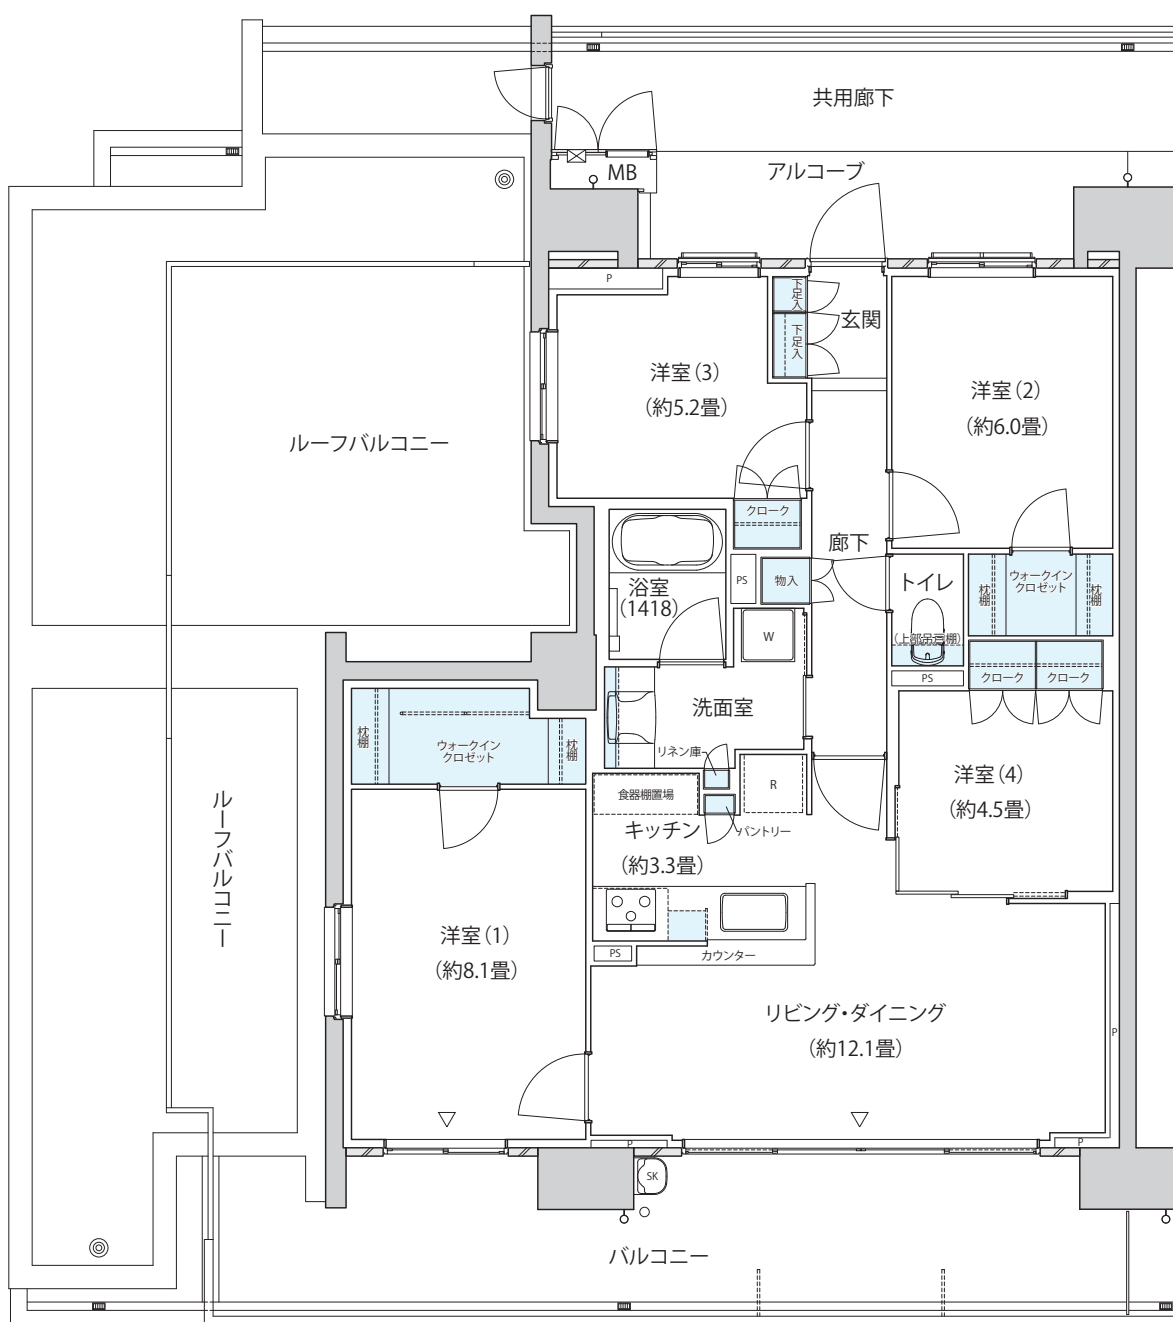 共用廊下
MB
アルコーブ
P
下足入
下足入
玄関
洋室(3)
(約5.2畳)
洋室(2)
(約6.0畳)
ルーフバルコニー
クローク
廊下
浴室
(1418)
PS
物入
トイレ
(上部吊戸棚)
枕棚
ウォークイン
クロゼット
枕棚
W
PS
クローク
クローク
洗面室
枕棚
ウォークイン
クロゼット
枕棚
リネン庫
洋室(4)
(約4.5畳)
食器棚置場
R
キッチン
(約3.3畳)
パントリー
ルーフバルコニー
洋室(1)
(約8.1畳)
PS
カウンター
リビング・ダイニング
(約12.1畳)
P
P
P
SK
バルコニー